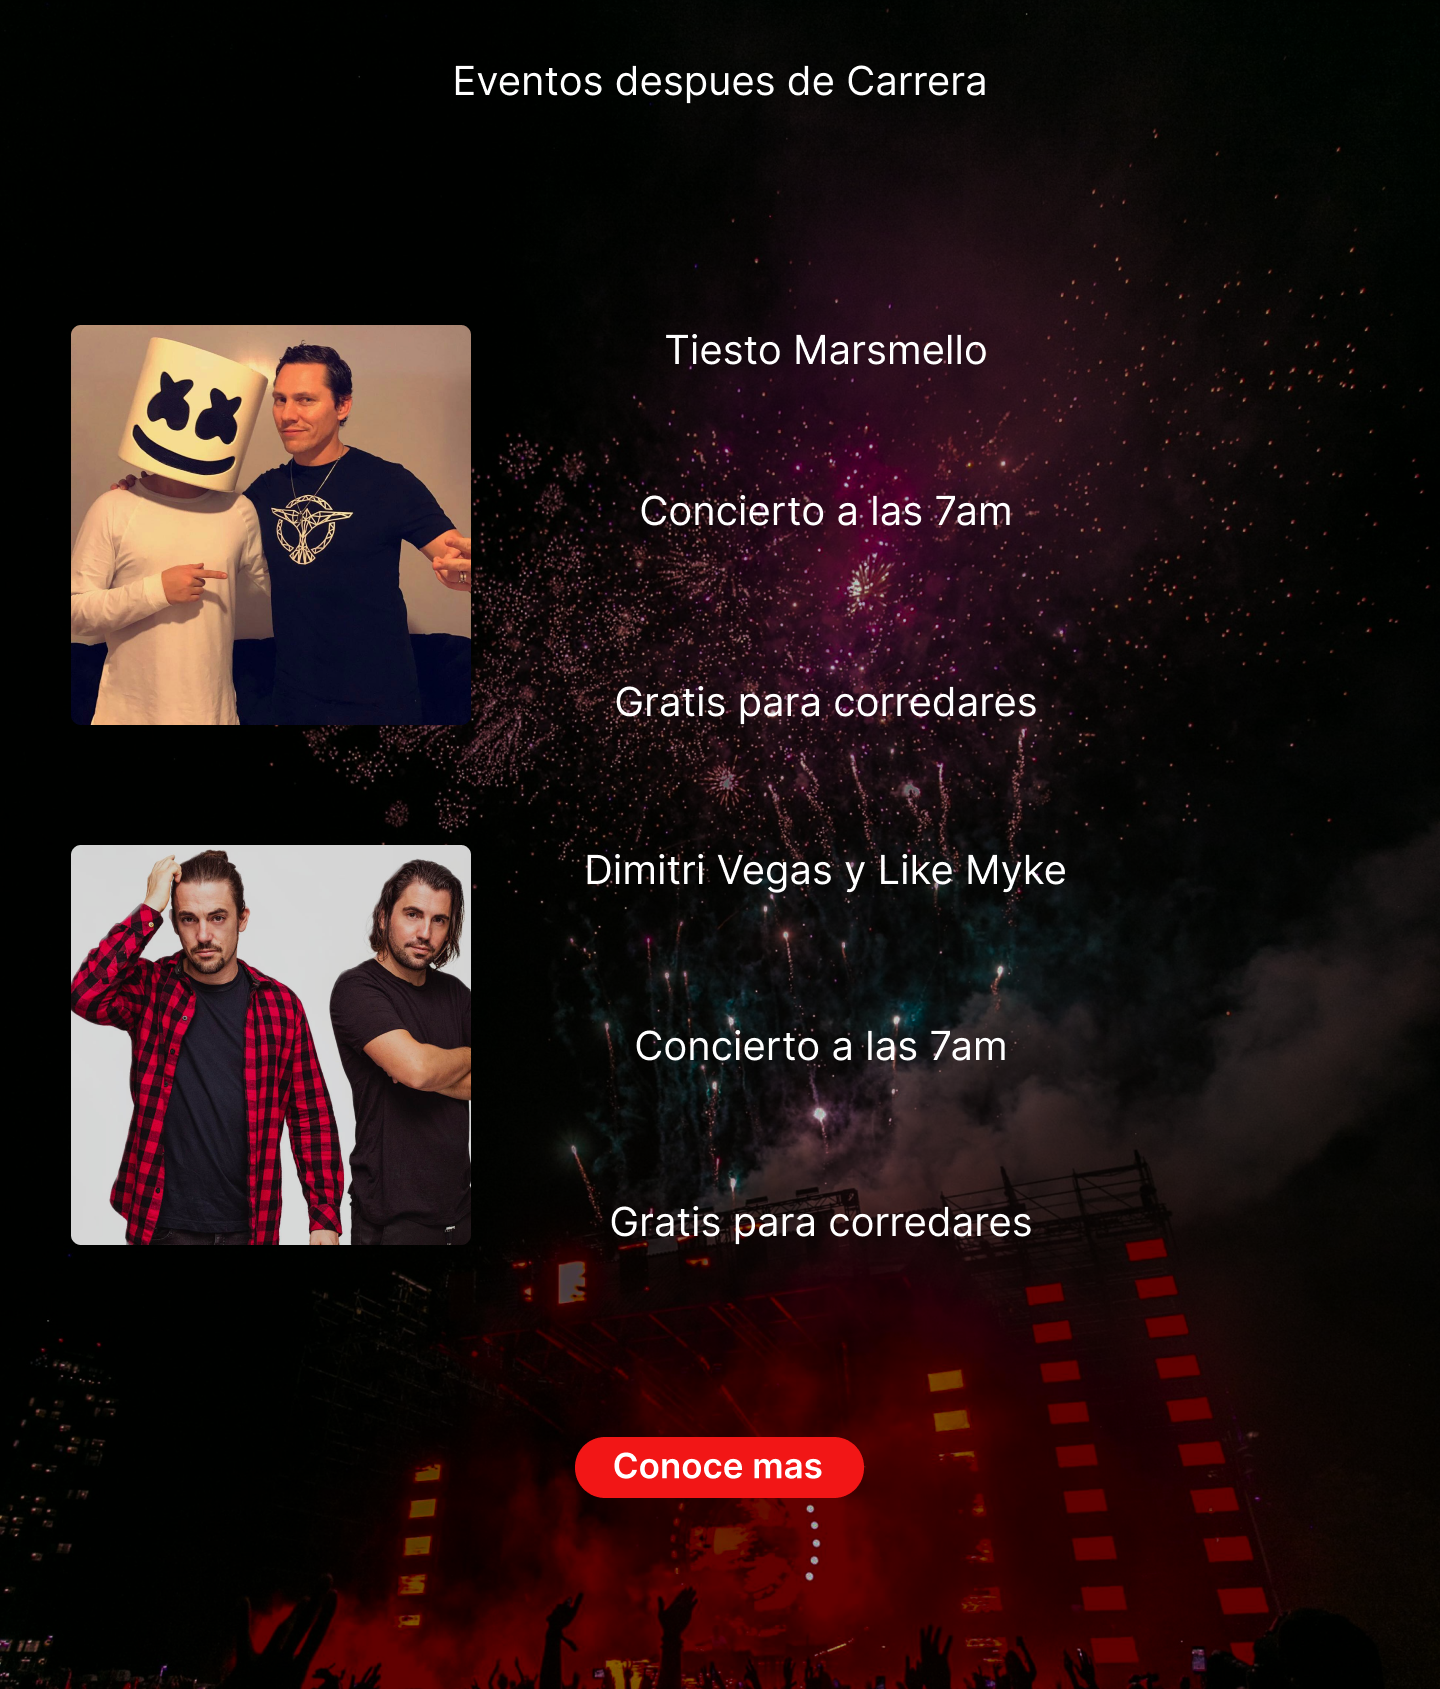 Eventos despues de Carrera
Tiesto Marsmello
Concierto a las 7am
Gratis para corredares
Dimitri Vegas y Like Myke
Concierto a las 7am
Gratis para corredares
Conoce mas